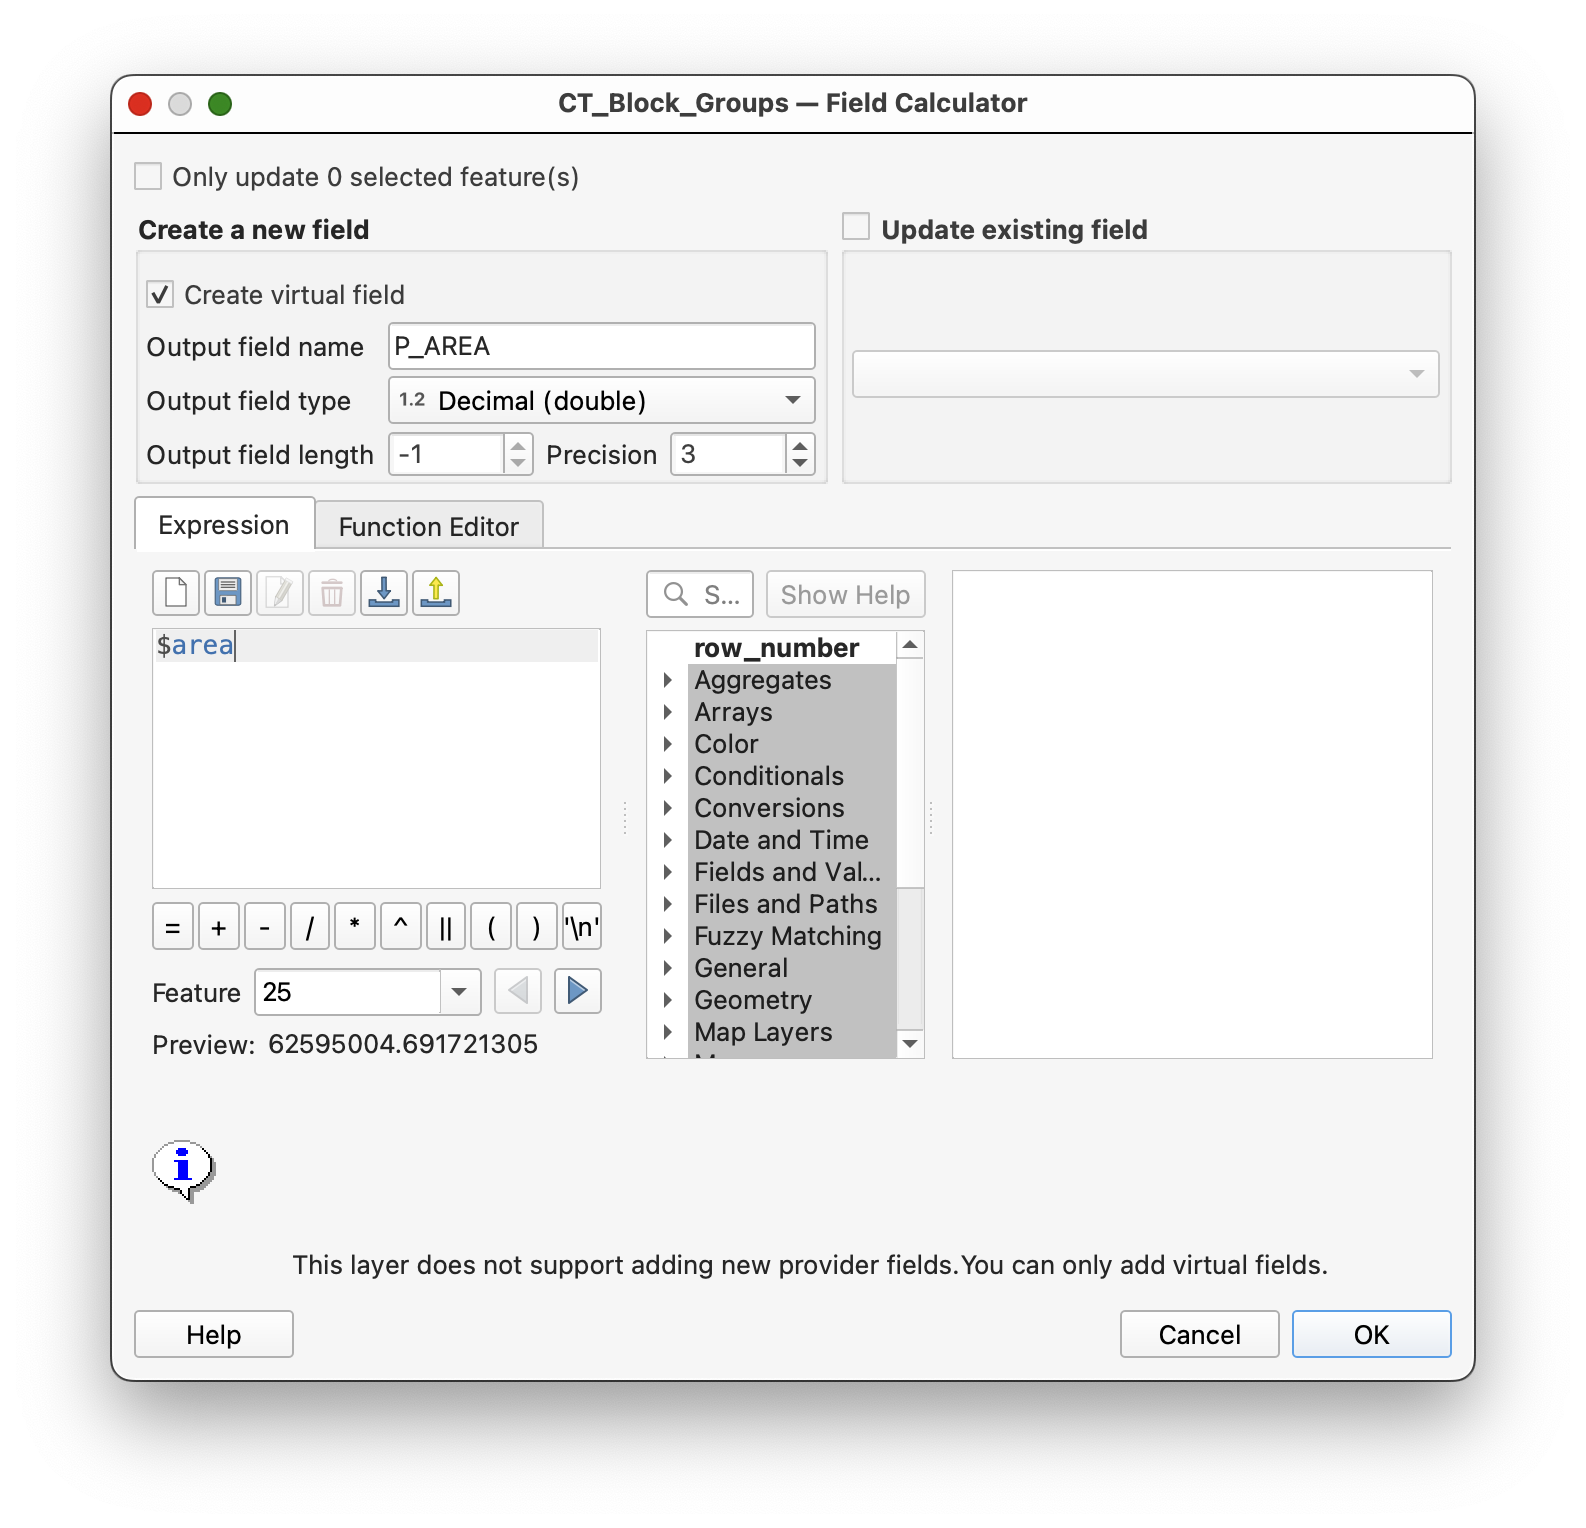 CT_Block_Groups — Field Calculator
Only update 0 selected feature(s)
Create a new field
Update existing field
Create virtual field
Output field name P_AREA
Output field type 1.2 Decimal (double)
Output field length -1 Precision 3
Expression Function Editor
S... Show Help
$area
row_number
Aggregates
Arrays
Color
Conditionals
Conversions
Date and Time
Fields and Val...
Files and Paths
Fuzzy Matching
General
Geometry
Map Layers
= + - / * ^ || ( ) '\n'
Feature 25
Preview: 62595004.691721305
This layer does not support adding new provider fields.You can only add virtual fields.
Help Cancel OK